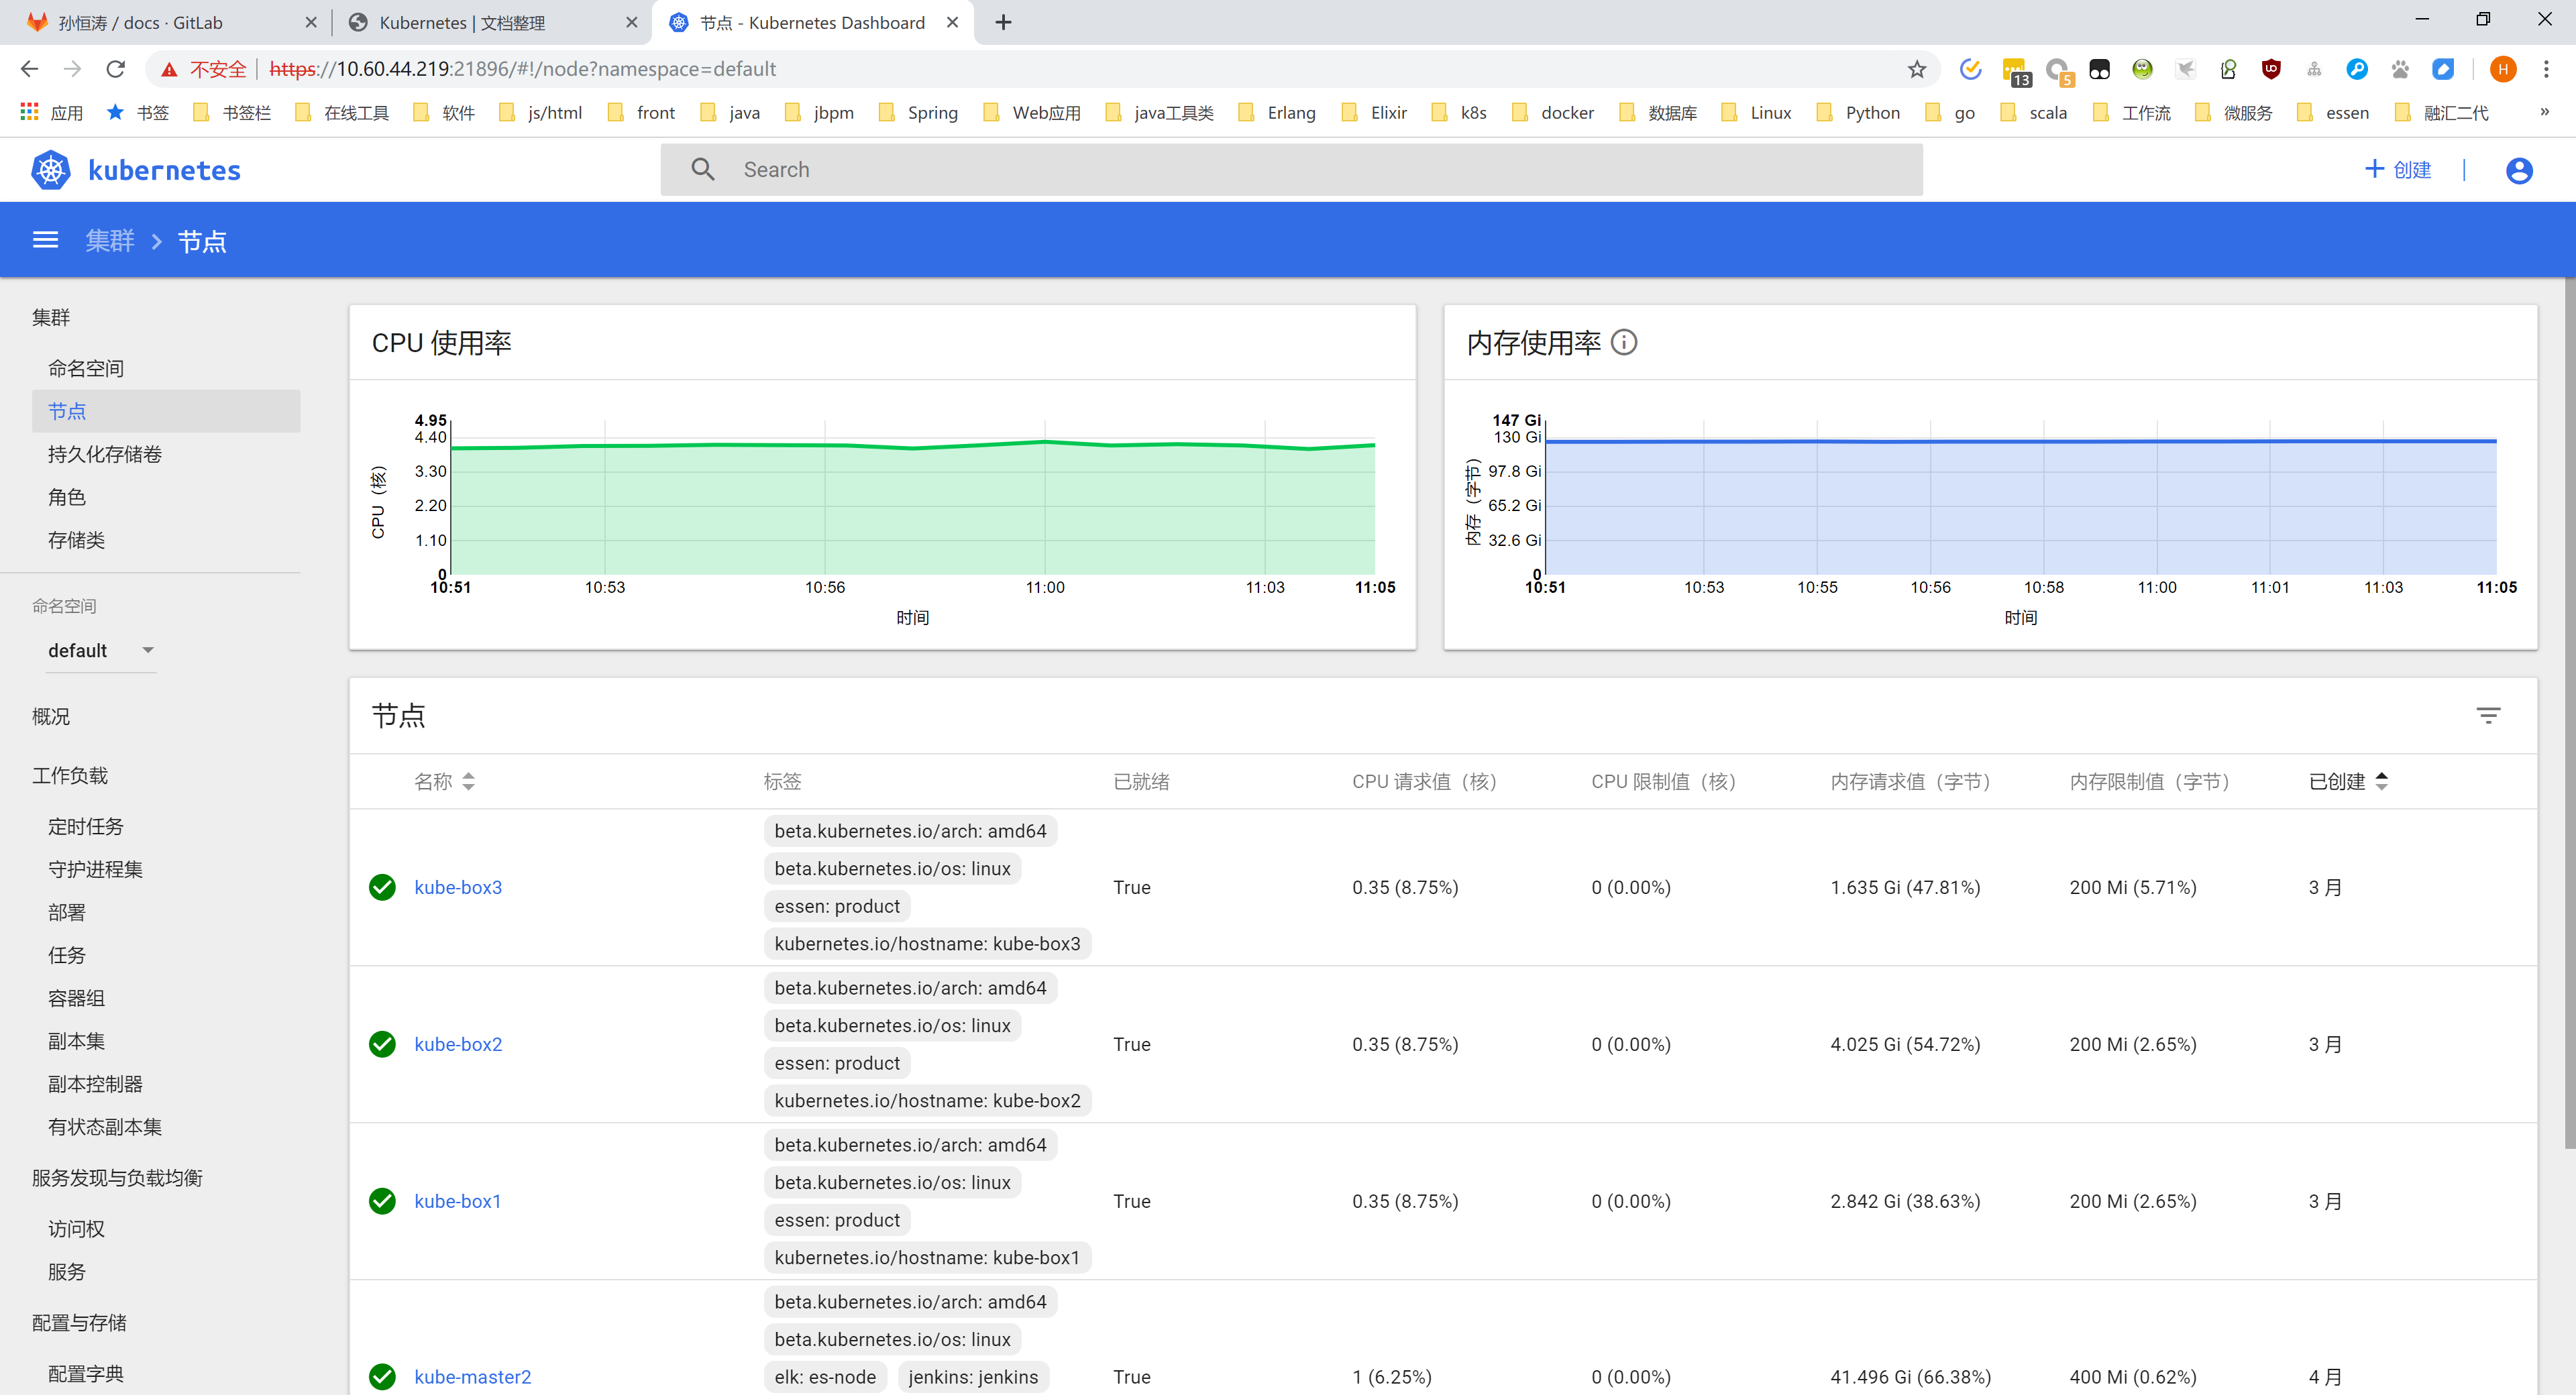 孙恒涛 / docs · GitLab
Kubernetes | 文档整理
节点 - Kubernetes Dashboard
不安全 | https://10.60.44.219:21896/#!/node?namespace=default
13
5
H
应用 书签 书签栏 在线工具 软件 js/html front java jbpm Spring Web应用 java工具类 Erlang Elixir k8s docker 数据库 Linux Python go scala 工作流 微服务 essen 融汇二代 »
kubernetes
Search
+ 创建 |
集群 > 节点
集群
命名空间
节点
持久化存储卷
角色
存储类
命名空间
default
概况
工作负载
定时任务
守护进程集
部署
任务
容器组
副本集
副本控制器
有状态副本集
服务发现与负载均衡
访问权
服务
配置与存储
配置字典
CPU 使用率
CPU（核）
4.95
4.40
3.30
2.20
1.10
0
10:51 10:53 10:56 11:00 11:03 11:05
时间
内存使用率
内存（字节）
147 Gi
130 Gi
97.8 Gi
65.2 Gi
32.6 Gi
0
10:51 10:53 10:55 10:56 10:58 11:00 11:01 11:03 11:05
时间
节点
名称 标签 已就绪 CPU 请求值（核） CPU 限制值（核） 内存请求值（字节） 内存限制值（字节） 已创建
beta.kubernetes.io/arch: amd64
beta.kubernetes.io/os: linux
essen: product
kubernetes.io/hostname: kube-box3
kube-box3 True 0.35 (8.75%) 0 (0.00%) 1.635 Gi (47.81%) 200 Mi (5.71%) 3 月
beta.kubernetes.io/arch: amd64
beta.kubernetes.io/os: linux
essen: product
kubernetes.io/hostname: kube-box2
kube-box2 True 0.35 (8.75%) 0 (0.00%) 4.025 Gi (54.72%) 200 Mi (2.65%) 3 月
beta.kubernetes.io/arch: amd64
beta.kubernetes.io/os: linux
essen: product
kubernetes.io/hostname: kube-box1
kube-box1 True 0.35 (8.75%) 0 (0.00%) 2.842 Gi (38.63%) 200 Mi (2.65%) 3 月
beta.kubernetes.io/arch: amd64
beta.kubernetes.io/os: linux
elk: es-node jenkins: jenkins
kube-master2 True 1 (6.25%) 0 (0.00%) 41.496 Gi (66.38%) 400 Mi (0.62%) 4 月